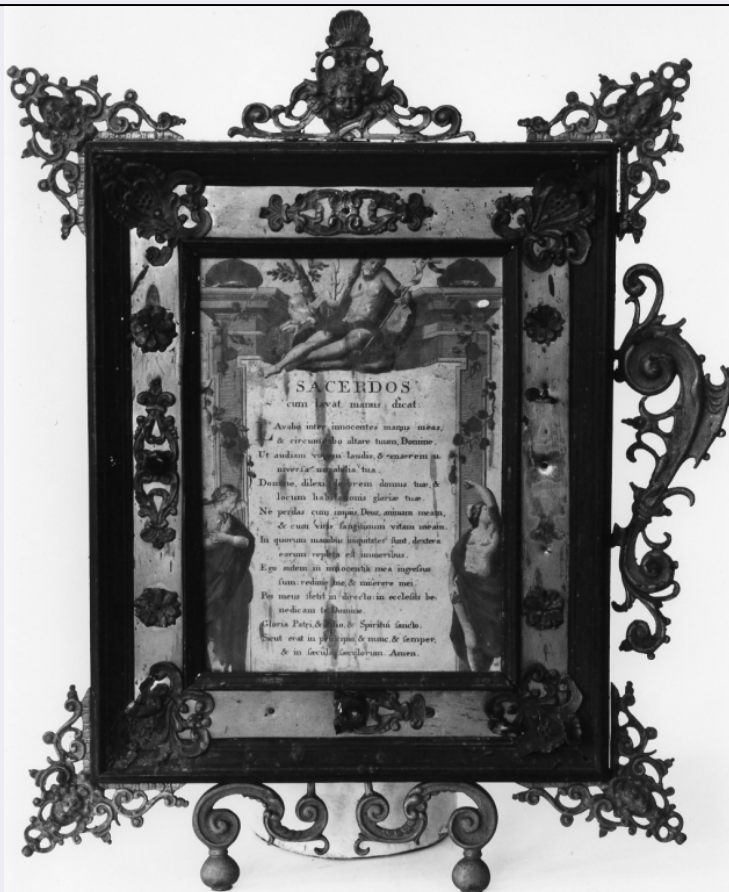 SACERDOS
cum lavat manus dicat:
Avabo inter innocentes manus meas,
& circumdabo altare tuum, Domine.
Ut audiam vocem laudis, & enarrem u-
niversa mirabilia tua.
Domine, dilexi decorem domus tuæ, &
locum habitationis gloriæ tuæ.
Ne perdas cum impiis, Deus, animam meam,
& cum viris sanguinum vitam meam.
In quorum manibus iniquitates sunt, dextera
eorum repleta est muneribus.
Ego autem in innocentia mea ingressus
sum: redime me, & miserere mei.
Pes meus stetit in directo: in ecclesiis be-
nedicam te Domine.
Gloria Patri, & Filio, & Spiritui sancto.
Sicut erat in principio, & nunc, & semper,
& in sæcula sæculorum. Amen.